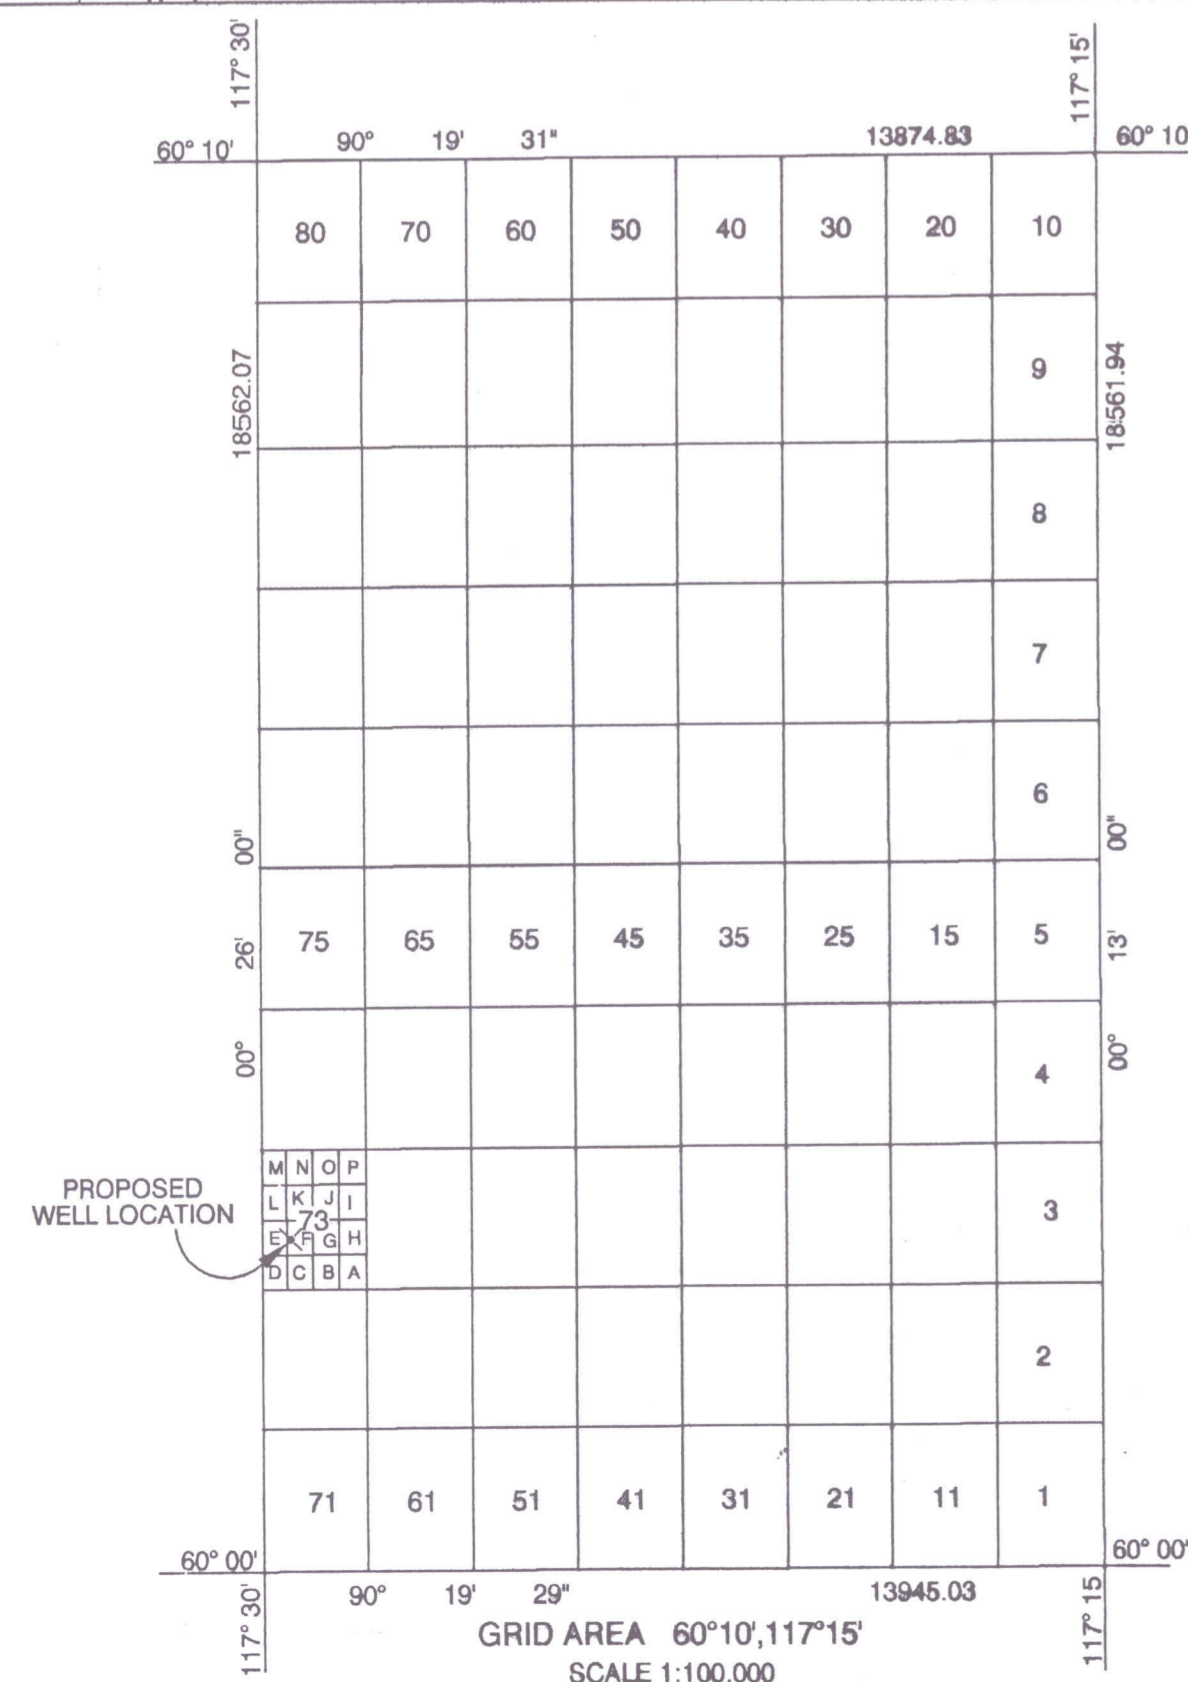 117° 30'
117° 15'
60° 10' 90° 19' 31" 13874.83 60° 10
80 70 60 50 40 30 20 10
18562.07
9
18561.94
8
7
6
00"
00"
26' 75 65 55 45 35 25 15 5 13'
00°
00°
4
M N O P
PROPOSED
WELL LOCATION
L K J I
73
3
E F G H
D C B A
2
71 61 51 41 31 21 11 1
60° 00' 60° 00'
117° 30'
90° 19' 29" 13945.03
117° 15
GRID AREA 60°10',117°15'
SCALE 1:100,000